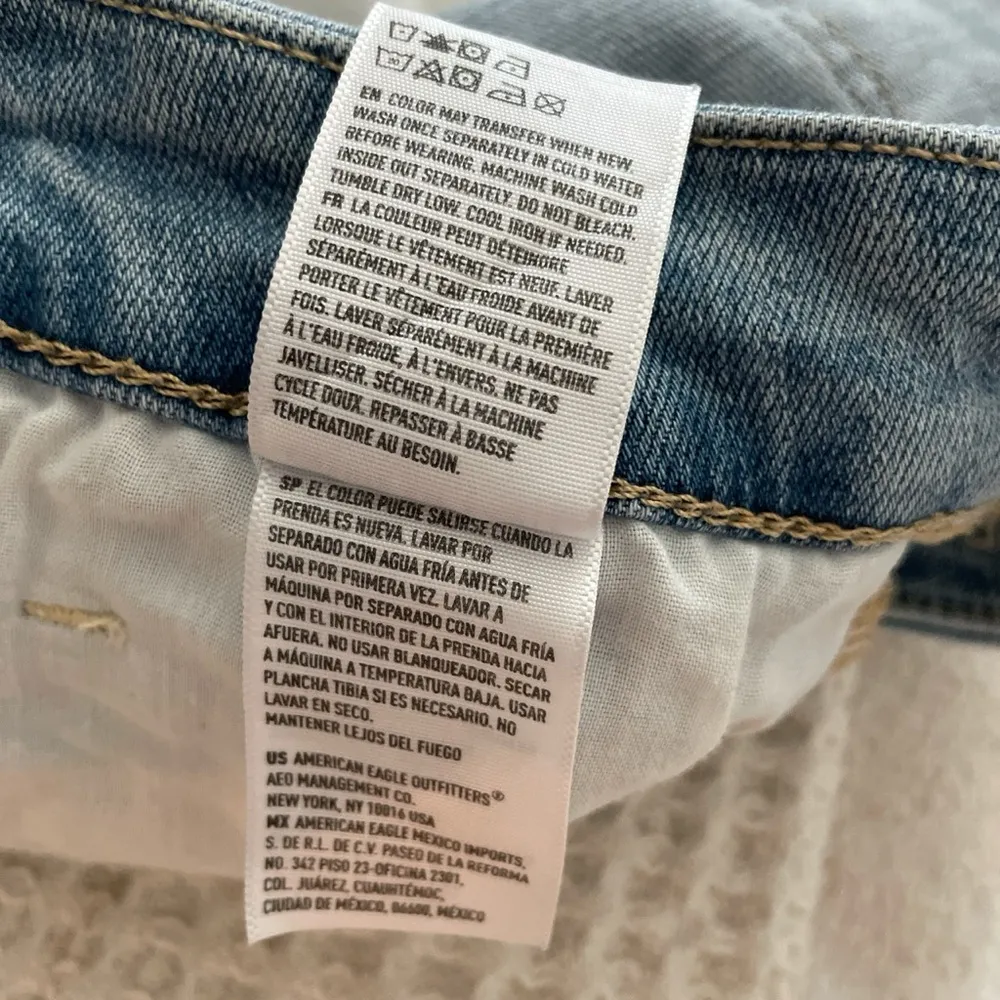 EN COLOR MAY TRANSFER WHEN NEW.
WASH ONCE SEPARATELY IN COLD WATER
BEFORE WEARING. MACHINE WASH COLD
INSIDE OUT SEPARATELY. DO NOT BLEACH.
TUMBLE DRY LOW. COOL IRON IF NEEDED.
FR LA COULEUR PEUT DÉTEINDRE
LORSQUE LE VÊTEMENT EST NEUF. LAVER
SÉPARÉMENT À L'EAU FROIDE AVANT DE
PORTER LE VÊTEMENT POUR LA PREMIÈRE
FOIS. LAVER SÉPARÉMENT À LA MACHINE
À L'EAU FROIDE, À L'ENVERS. NE PAS
JAVELLISER. SÉCHER À LA MACHINE
CYCLE DOUX. REPASSER À BASSE
TEMPÉRATURE AU BESOIN.
SP EL COLOR PUEDE SALIRSE CUANDO LA
PRENDA ES NUEVA. LAVAR POR
SEPARADO CON AGUA FRÍA ANTES DE
USAR POR PRIMERA VEZ. LAVAR A
MÁQUINA POR SEPARADO CON AGUA FRÍA
Y CON EL INTERIOR DE LA PRENDA HACIA
AFUERA. NO USAR BLANQUEADOR. SECAR
A MÁQUINA A TEMPERATURA BAJA. USAR
PLANCHA TIBIA SI ES NECESARIO. NO
LAVAR EN SECO.
MANTENER LEJOS DEL FUEGO
US AMERICAN EAGLE OUTFITTERS®
AEO MANAGEMENT CO.
NEW YORK, NY 10016 USA
MX AMERICAN EAGLE MEXICO IMPORTS,
S. DE R.L. DE C.V. PASEO DE LA REFORMA
NO. 342 PISO 23-OFICINA 2301,
COL. JUÁREZ, CUAUHTÉMOC,
CIUDAD DE MÉXICO, 06600, MÉXICO